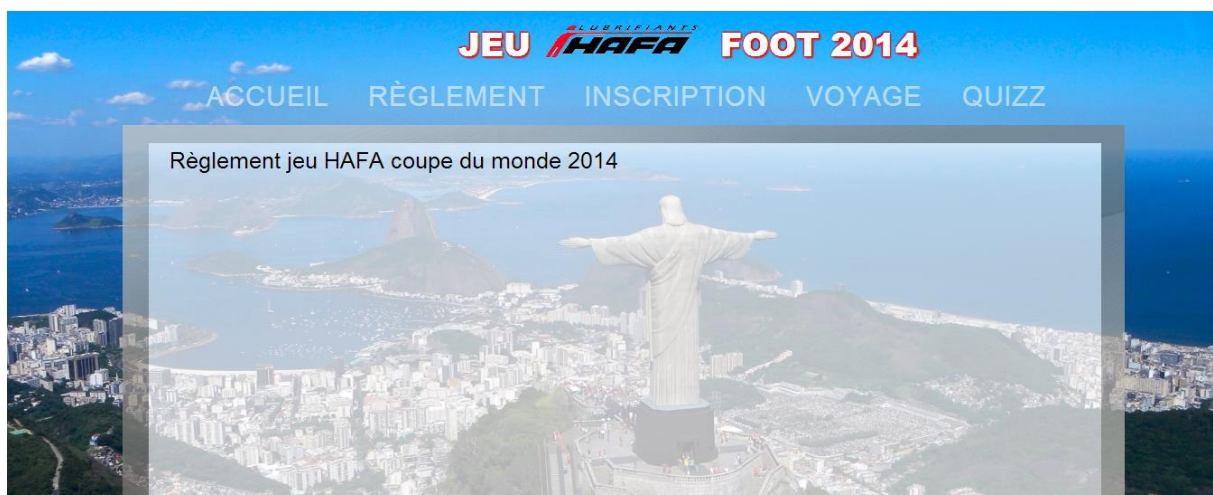 LUBRIFIANTS
JEU HAFA FOOT 2014
ACCUEIL RÈGLEMENT INSCRIPTION VOYAGE QUIZZ
Règlement jeu HAFA coupe du monde 2014